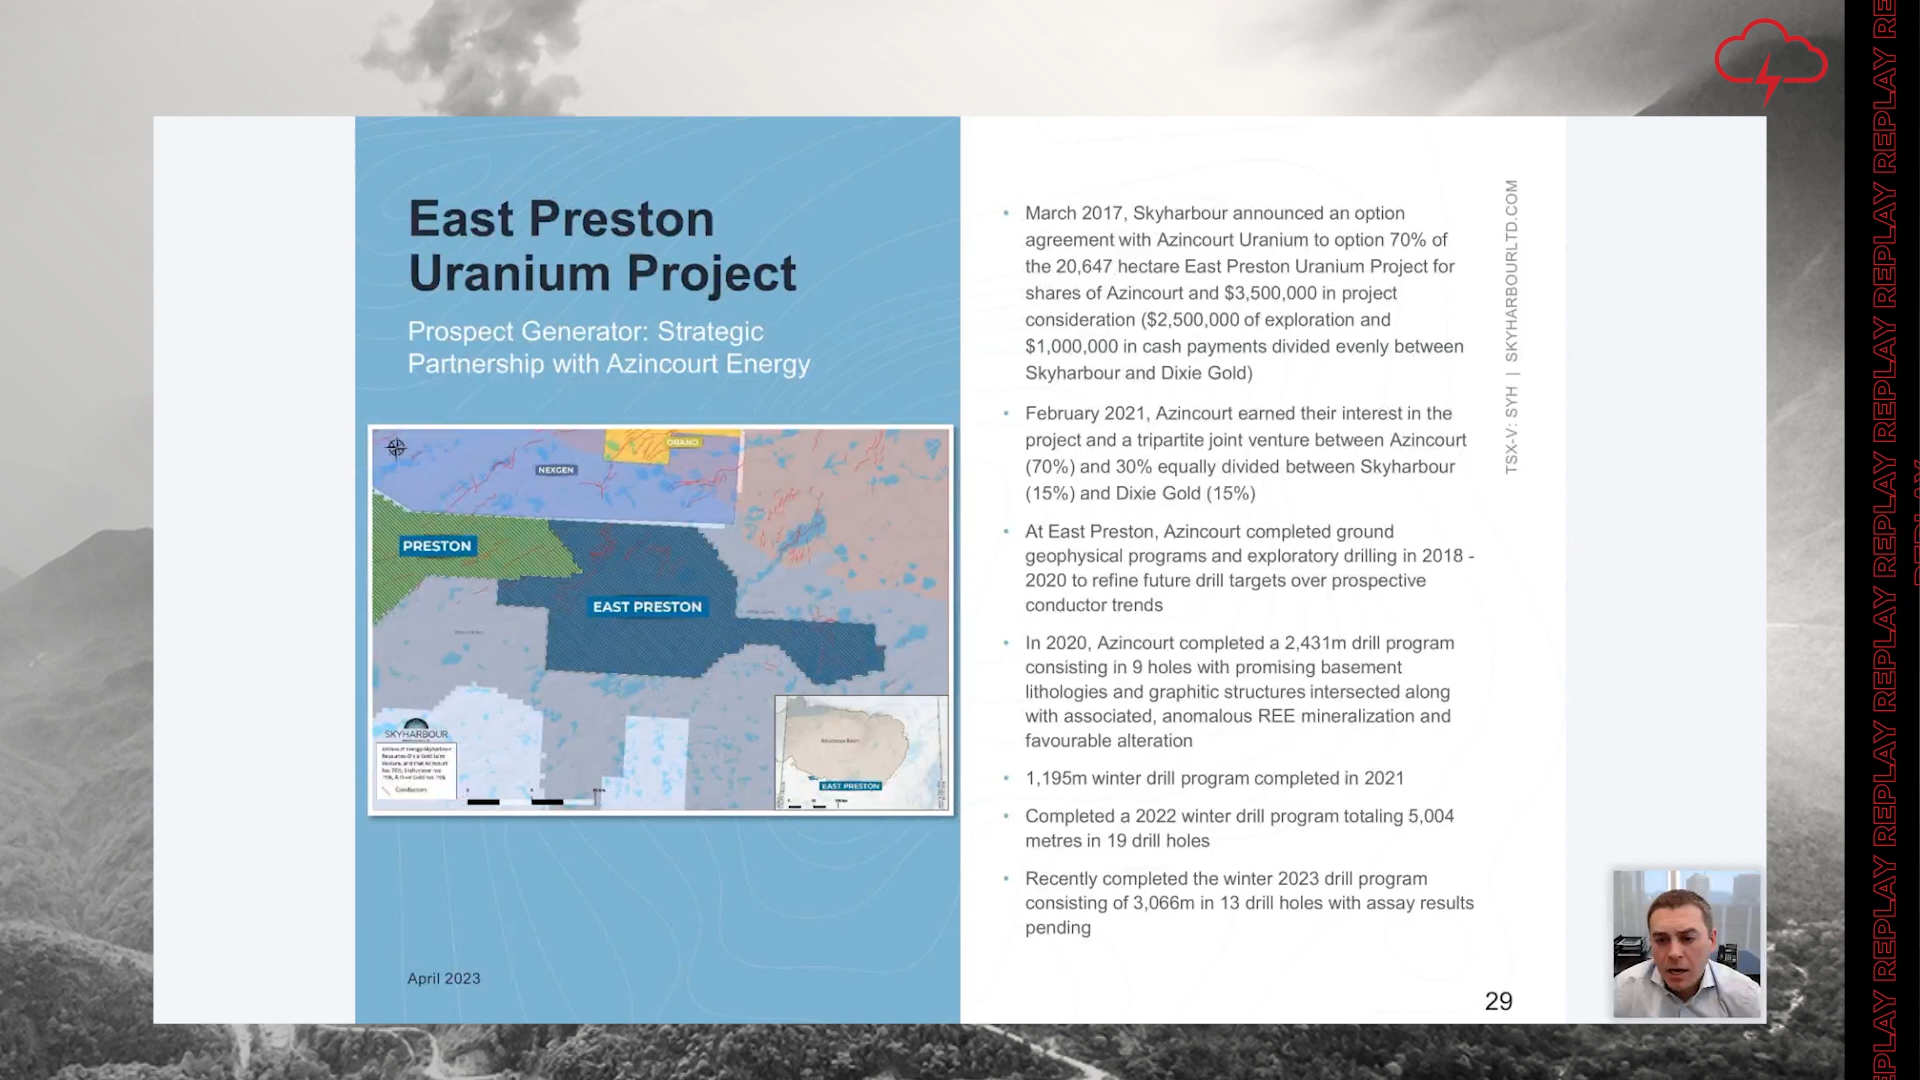 East Preston
Uranium Project
Prospect Generator: Strategic
Partnership with Azincourt Energy
ORANO
NEXGEN
PRESTON
EAST PRESTON
SKYHARBOUR
Conductors
Athabasca Basin
EAST PRESTON
April 2023
March 2017, Skyharbour announced an option
agreement with Azincourt Uranium to option 70% of
the 20,647 hectare East Preston Uranium Project for
shares of Azincourt and $3,500,000 in project
consideration ($2,500,000 of exploration and
$1,000,000 in cash payments divided evenly between
Skyharbour and Dixie Gold)
February 2021, Azincourt earned their interest in the
project and a tripartite joint venture between Azincourt
(70%) and 30% equally divided between Skyharbour
(15%) and Dixie Gold (15%)
At East Preston, Azincourt completed ground
geophysical programs and exploratory drilling in 2018 -
2020 to refine future drill targets over prospective
conductor trends
In 2020, Azincourt completed a 2,431m drill program
consisting in 9 holes with promising basement
lithologies and graphitic structures intersected along
with associated, anomalous REE mineralization and
favourable alteration
1,195m winter drill program completed in 2021
Completed a 2022 winter drill program totaling 5,004
metres in 19 drill holes
Recently completed the winter 2023 drill program
consisting of 3,066m in 13 drill holes with assay results
pending
TSX-V: SYH | SKYHARBOURLTD.COM
29
REPLAY REPLAY REPLAY REPLAY REPLAY REPLAY REPLAY REPLAY REPLAY